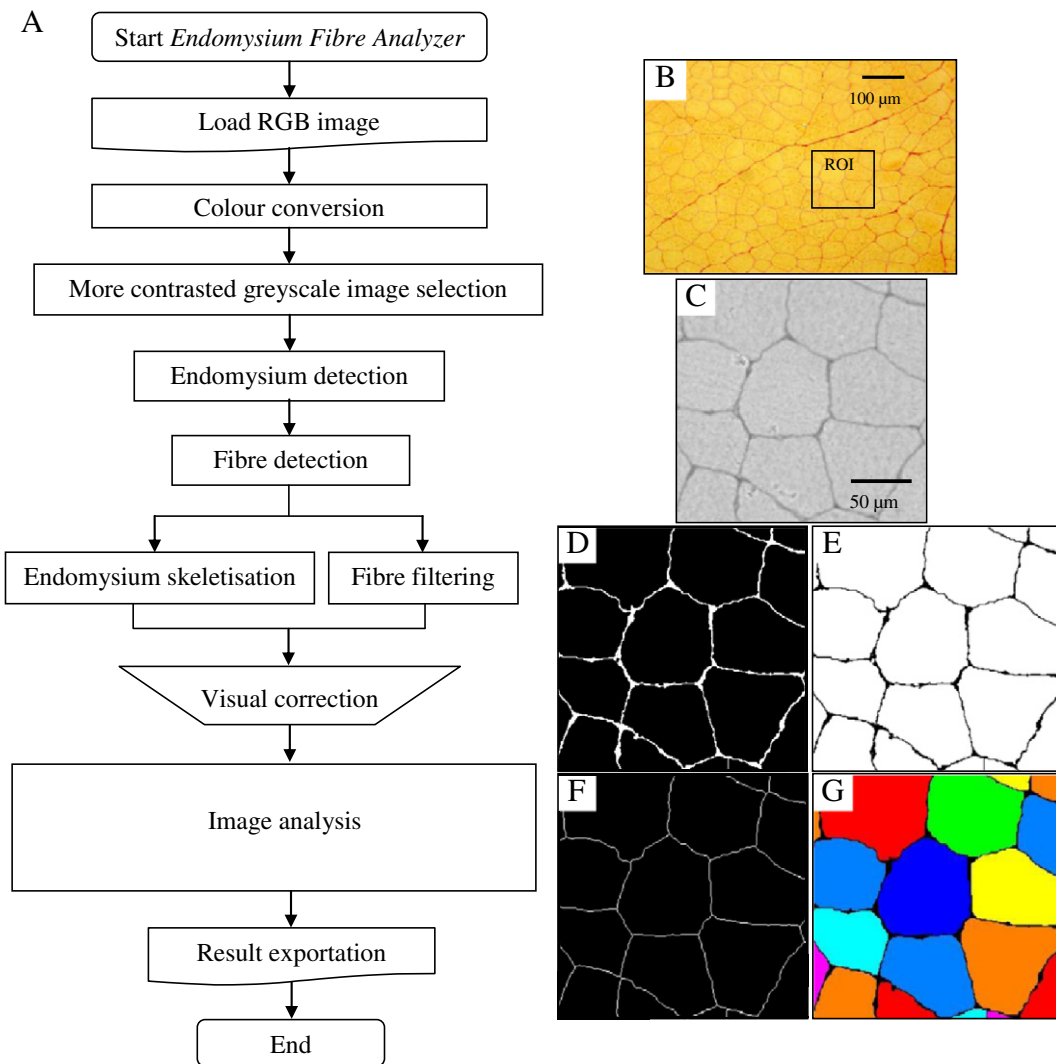 A
Start Endomysium Fibre Analyzer
Load RGB image
Colour conversion
More contrasted greyscale image selection
Endomysium detection
Fibre detection
Endomysium skeletisation
Fibre filtering
Visual correction
Image analysis
Result exportation
End
B
100 µm
ROI
C
50 µm
D
E
F
G